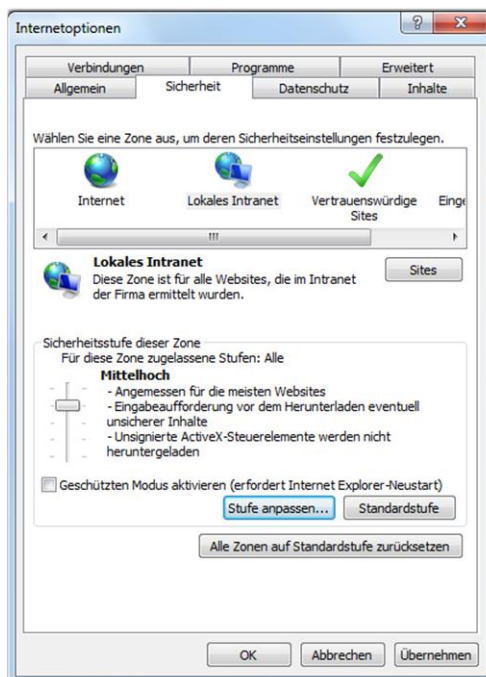 Internetoptionen
Verbindungen Programme Erweitert
Allgemein Sicherheit Datenschutz Inhalte
Wählen Sie eine Zone aus, um deren Sicherheitseinstellungen festzulegen.
Internet Lokales Intranet Vertrauenswürdige Einge
Sites
Lokales Intranet
Sites
Diese Zone ist für alle Websites, die im Intranet
der Firma ermittelt wurden.
Sicherheitsstufe dieser Zone
Für diese Zone zugelassene Stufen: Alle
Mittelhoch
- Angemessen für die meisten Websites
- Eingabeaufforderung vor dem Herunterladen eventuell
unsicherer Inhalte
- Unsignierte ActiveX-Steuerelemente werden nicht
heruntergeladen
Geschützten Modus aktivieren (erfordert Internet Explorer-Neustart)
Stufe anpassen... Standardstufe
Alle Zonen auf Standardstufe zurücksetzen
OK Abbrechen Übernehmen